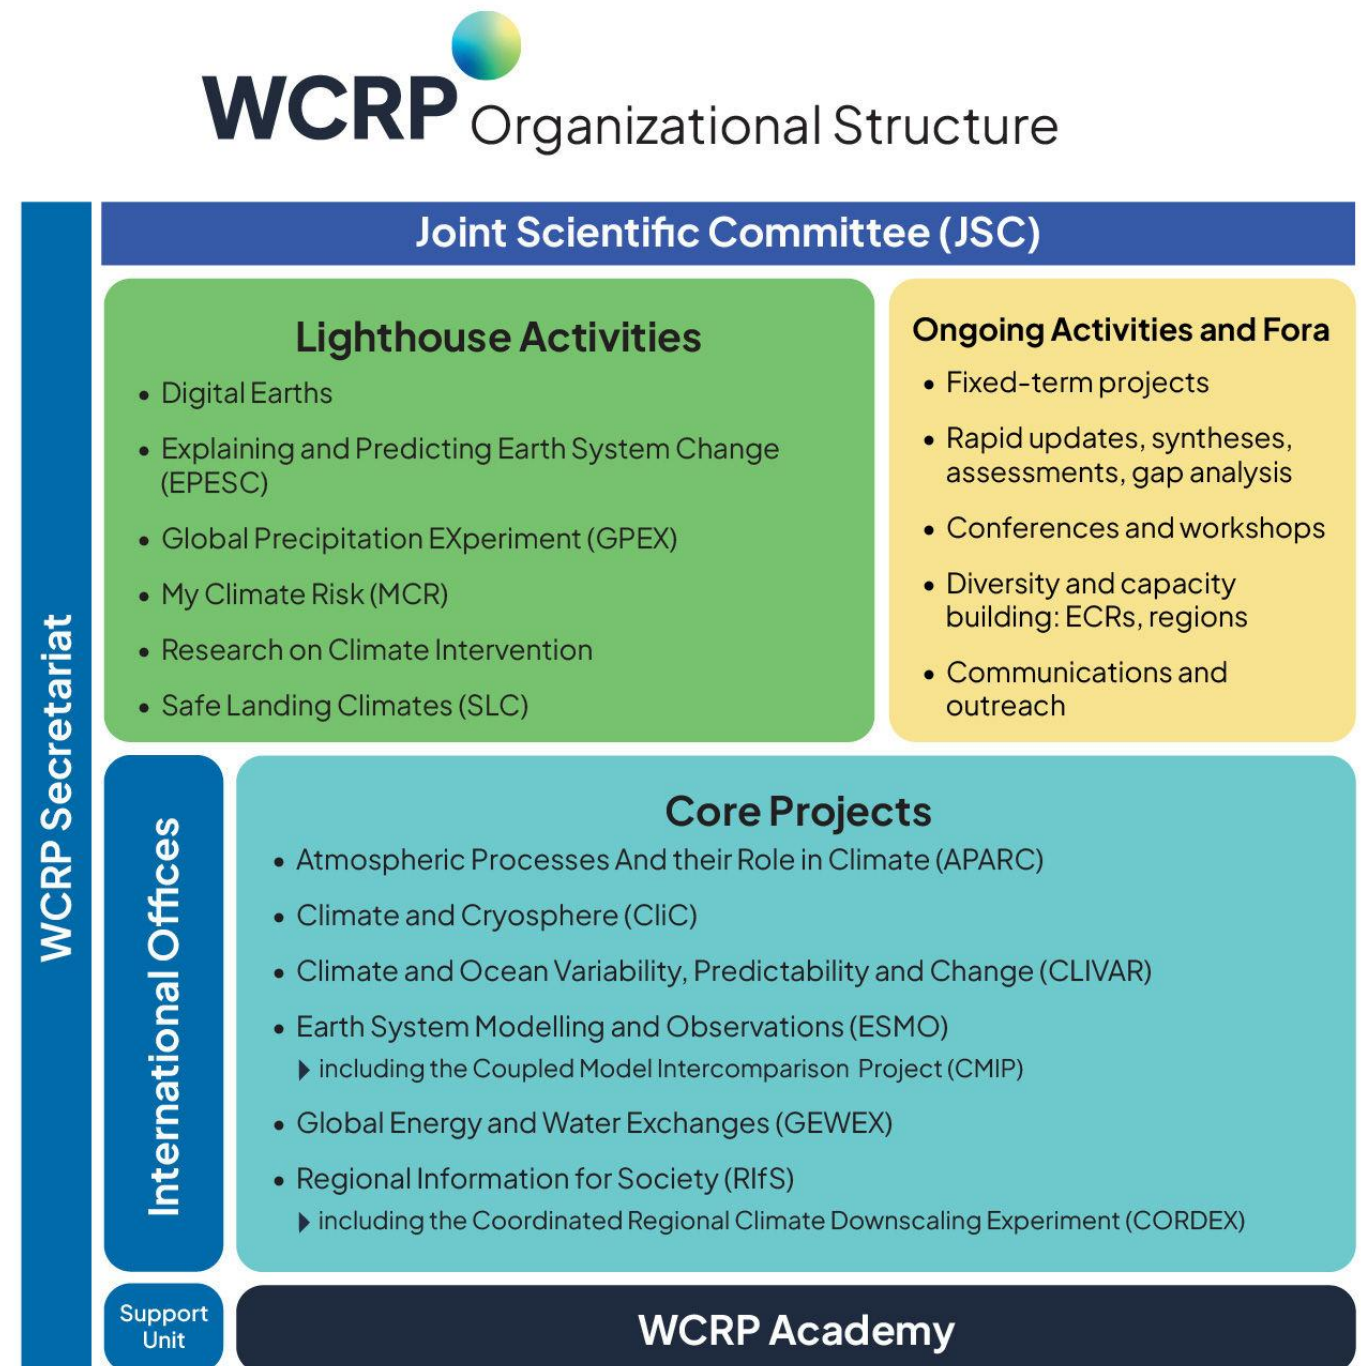 WCRP Organizational Structure
Joint Scientific Committee (JSC)
WCRP Secretariat
Lighthouse Activities
• Digital Earths
• Explaining and Predicting Earth System Change
(EPESC)
• Global Precipitation EXperiment (GPEX)
• My Climate Risk (MCR)
• Research on Climate Intervention
• Safe Landing Climates (SLC)
Ongoing Activities and Fora
• Fixed-term projects
• Rapid updates, syntheses,
assessments, gap analysis
• Conferences and workshops
• Diversity and capacity
building: ECRs, regions
• Communications and
outreach
International Offices
Core Projects
• Atmospheric Processes And their Role in Climate (APARC)
• Climate and Cryosphere (CliC)
• Climate and Ocean Variability, Predictability and Change (CLIVAR)
• Earth System Modelling and Observations (ESMO)
including the Coupled Model Intercomparison Project (CMIP)
• Global Energy and Water Exchanges (GEWEX)
• Regional Information for Society (RIfS)
including the Coordinated Regional Climate Downscaling Experiment (CORDEX)
Support
Unit
WCRP Academy